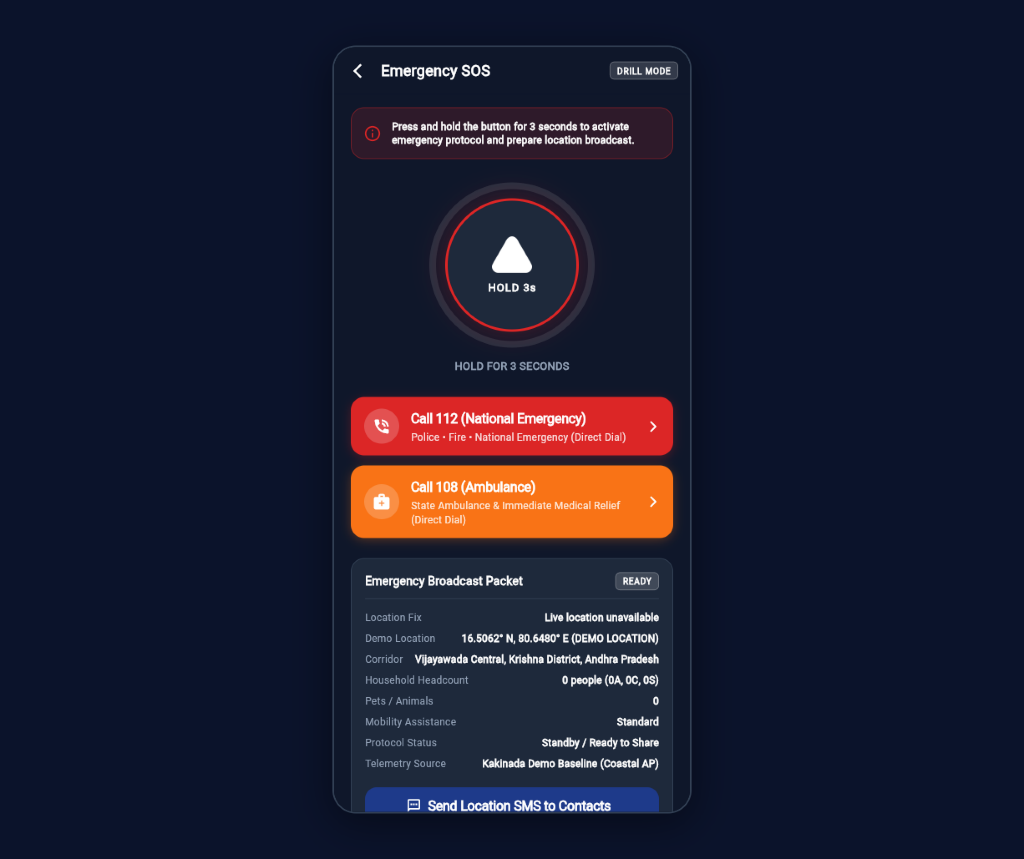 Emergency SOS
DRILL MODE
Press and hold the button for 3 seconds to activate
emergency protocol and prepare location broadcast.
HOLD 3s
HOLD FOR 3 SECONDS
Call 112 (National Emergency)
Police • Fire • National Emergency (Direct Dial)
Call 108 (Ambulance)
State Ambulance & Immediate Medical Relief
(Direct Dial)
Emergency Broadcast Packet
READY
Location Fix Live location unavailable
Demo Location 16.5062° N, 80.6480° E (DEMO LOCATION)
Corridor Vijayawada Central, Krishna District, Andhra Pradesh
Household Headcount 0 people (0A, 0C, 0S)
Pets / Animals 0
Mobility Assistance Standard
Protocol Status Standby / Ready to Share
Telemetry Source Kakinada Demo Baseline (Coastal AP)
Send Location SMS to Contacts